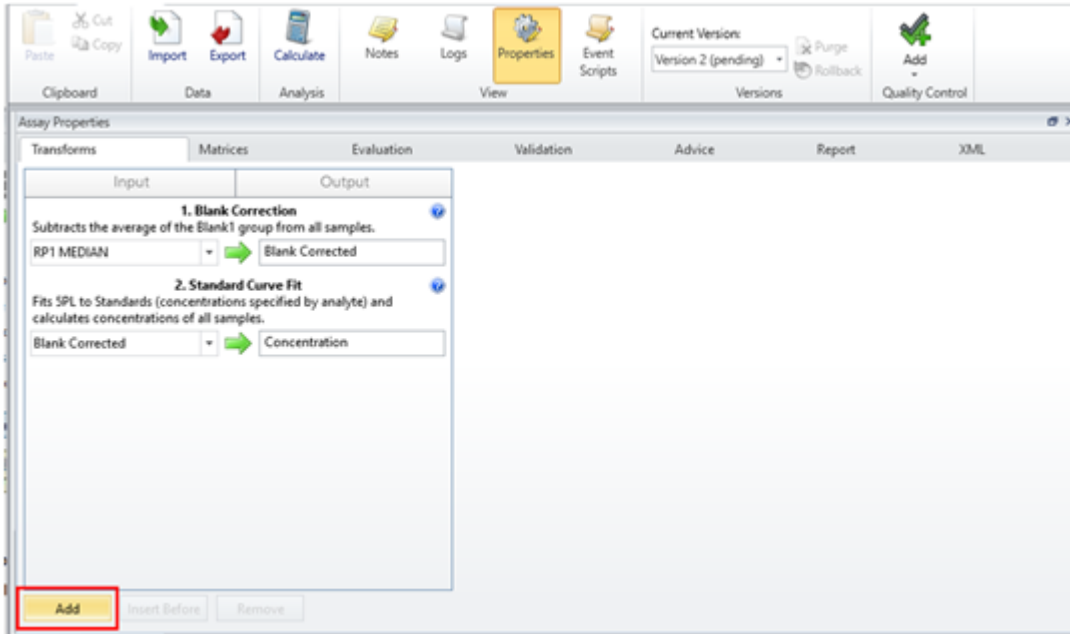 Paste
Cut
Copy
Clipboard
Import
Export
Data
Calculate
Analysis
Notes
Logs
Properties
Event
Scripts
View
Current Version:
Version 2 (pending)
Purge
Rollback
Versions
Add
Quality Control
Assay Properties
Transforms Matrices Evaluation Validation Advice Report XML
Input Output
1. Blank Correction
Subtracts the average of the Blank1 group from all samples.
RP1 MEDIAN Blank Corrected
2. Standard Curve Fit
Fits 5PL to Standards (concentrations specified by analyte) and
calculates concentrations of all samples.
Blank Corrected Concentration
Add Insert Before Remove